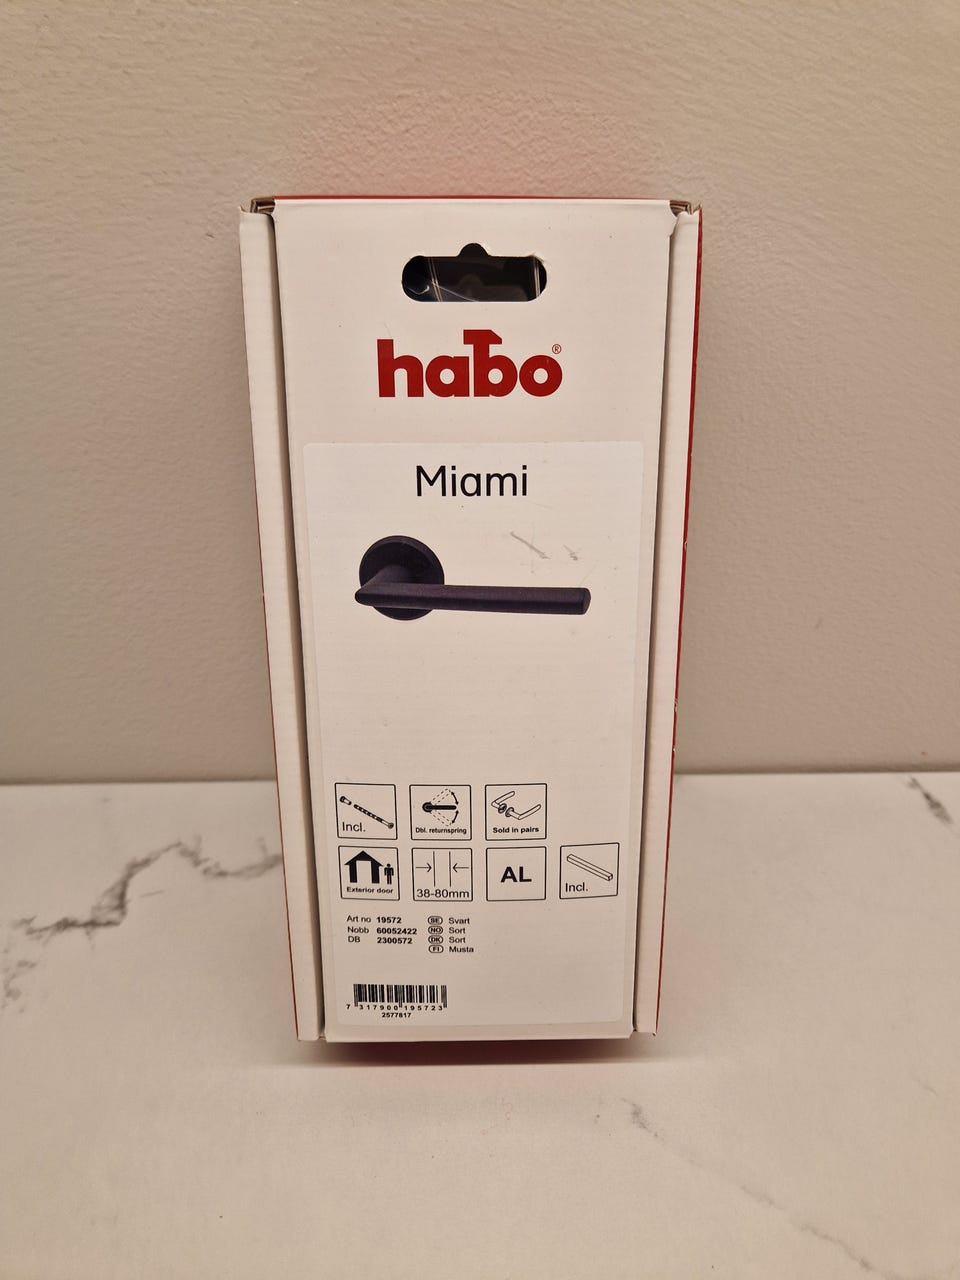 habo®
Miami
Incl.
Dbl. returnspring
Sold in pairs
Exterior door
38-80mm
AL
Incl.
Art no 19572 SE Svart
Nobb 60052422 NO Sort
DB 2300572 DK Sort
FI Musta
7 317900 195723
2577817